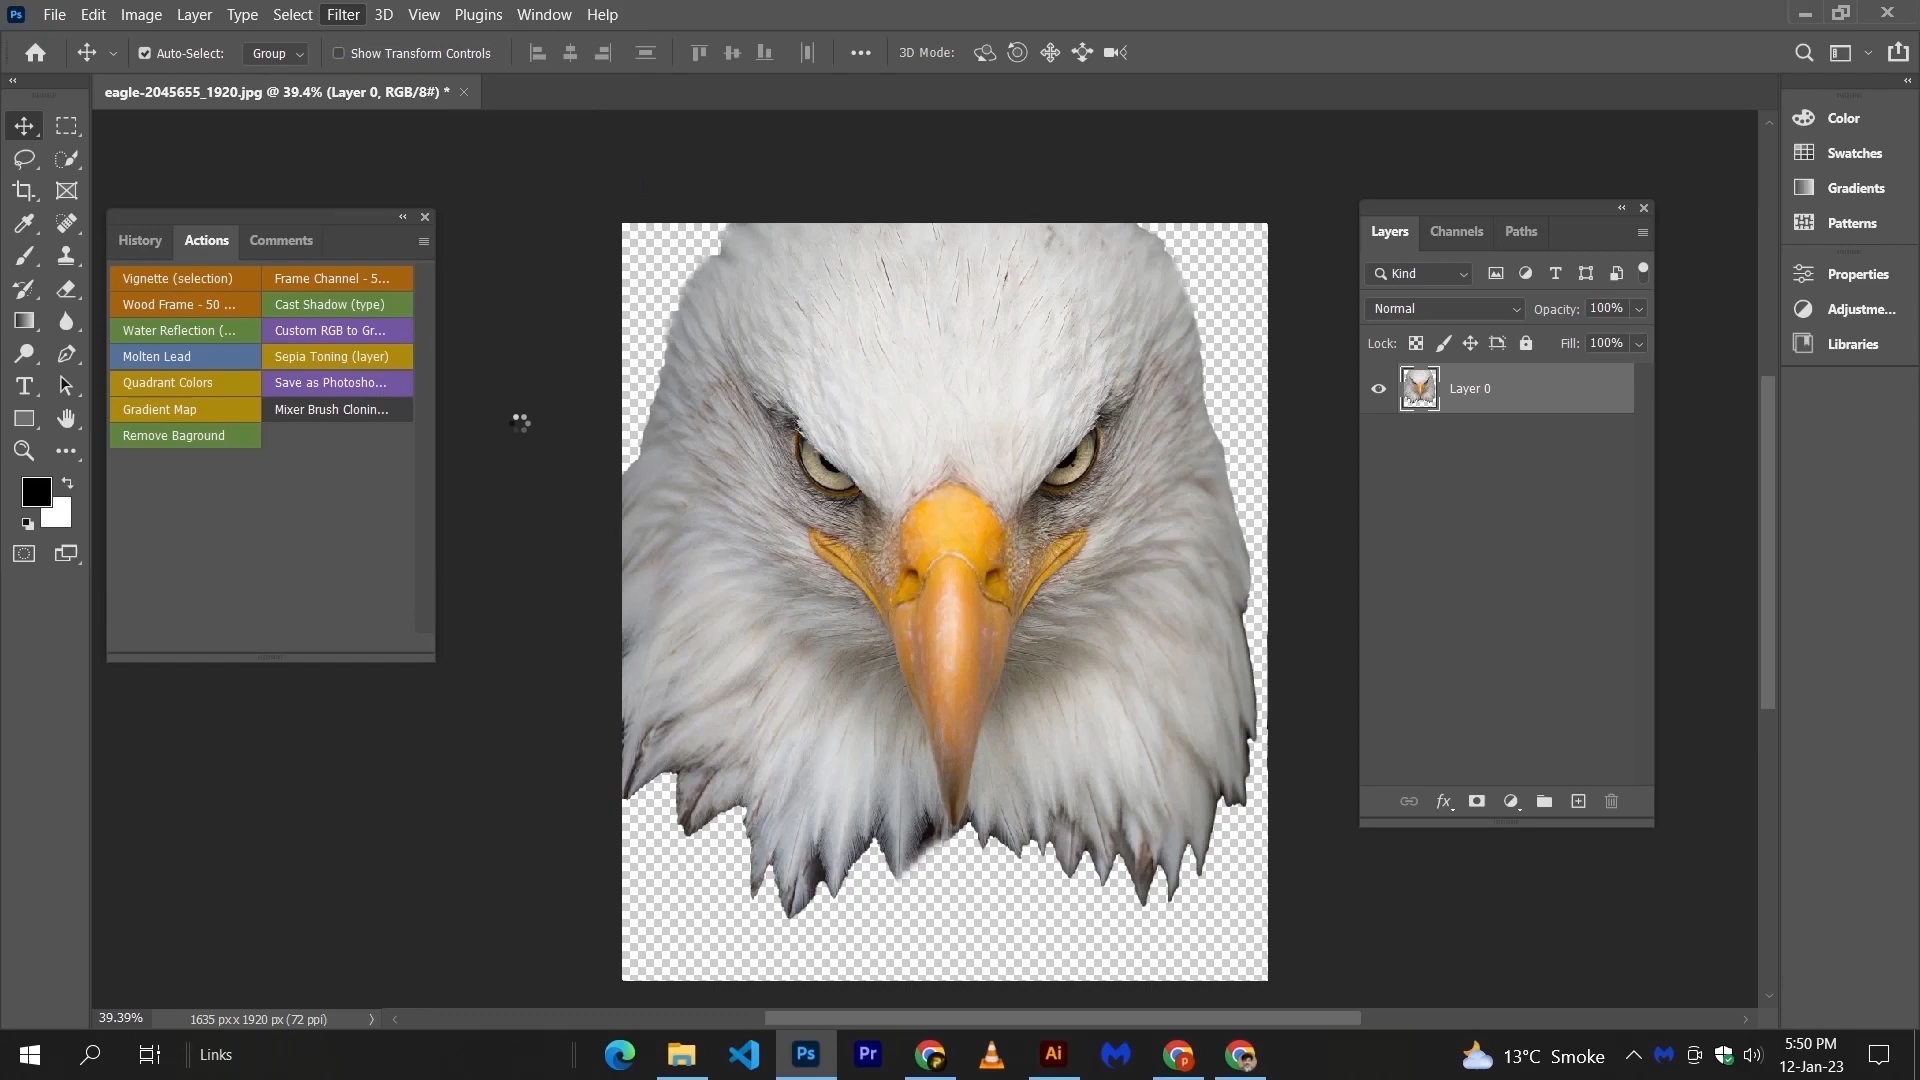 Ps File Edit Image Layer Type Select Filter 3D View Plugins Window Help
Auto-Select: Group Show Transform Controls 3D Mode:
eagle-2045655_1920.jpg @ 39.4% (Layer 0, RGB/8#) *
History Actions Comments
Vignette (selection) Frame Channel - 5...
Wood Frame - 50 ... Cast Shadow (type)
Water Reflection (... Custom RGB to Gr...
Molten Lead Sepia Toning (layer)
Quadrant Colors Save as Photosho...
Gradient Map Mixer Brush Clonin...
Remove Baground
Layers Channels Paths
Kind
Normal Opacity: 100%
Lock: Fill: 100%
Layer 0
fx
Color
Swatches
Gradients
Patterns
Properties
Adjustme...
Libraries
39.39% 1635 px x 1920 px (72 ppi)
Links
Ps Pr Ai
13°C Smoke
5:50 PM
12-Jan-23